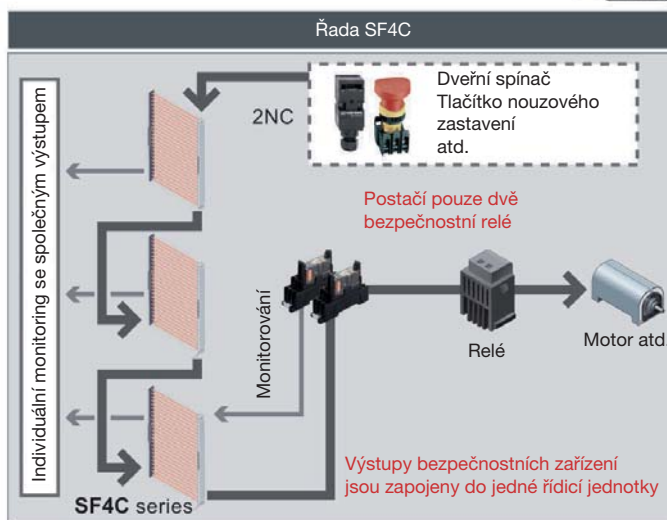 Řada SF4C
Individuální monitoring se společným výstupem
2NC
Dveřní spínač
Tlačítko nouzového
zastavení
atd.
Postačí pouze dvě
bezpečnostní relé
Monitorování
Relé
Motor atd.
Výstupy bezpečnostních zařízení
jsou zapojeny do jedné řídicí jednotky
SF4C series